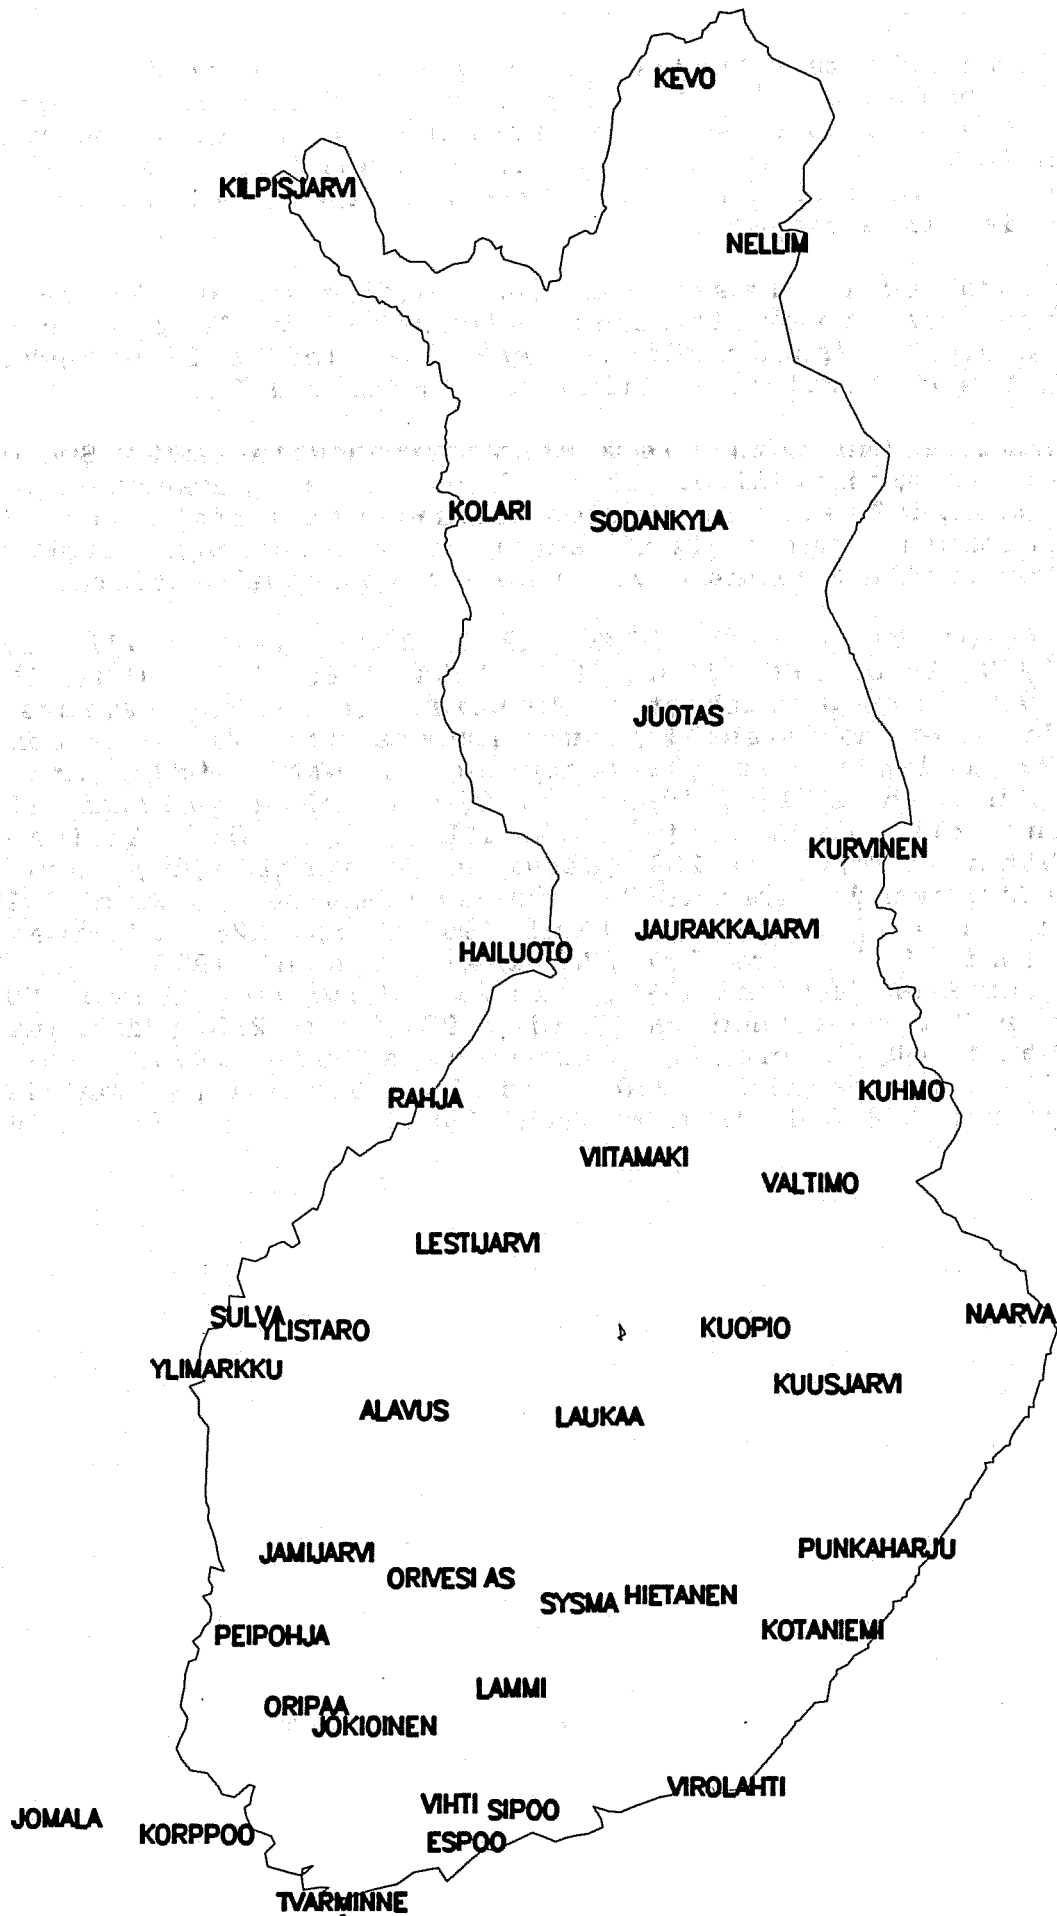 KEVO
KILPISJARVI
NELLIM
KOLARI
SODANKYLA
JUOTAS
KURVINEN
JAURAKKAJARVI
HAILUOTO
KUHMO
RAHJA
VIITAMAKI
VALTIMO
LESTIJARVI
NAARVA
SULVA
YLISTARO
KUOPIO
YLIMARKKU
KUUSJARVI
ALAVUS
LAUKAA
JAMIJARVI
PUNKAHARJU
ORIVESI AS
HIETANEN
SYSMA
KOTANIEMI
PEIPOHJA
LAMMI
ORIPAA
JOKIOINEN
VIROLAHTI
VIHTI
SIPOO
JOMALA
KORPPOO
ESPOO
TVARMINNE